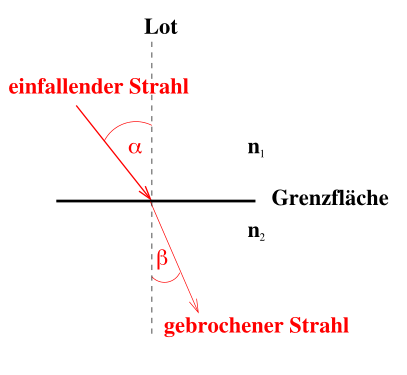 Lot
einfallender Strahl
α
n₁
Grenzfläche
n₂
β
gebrochener Strahl